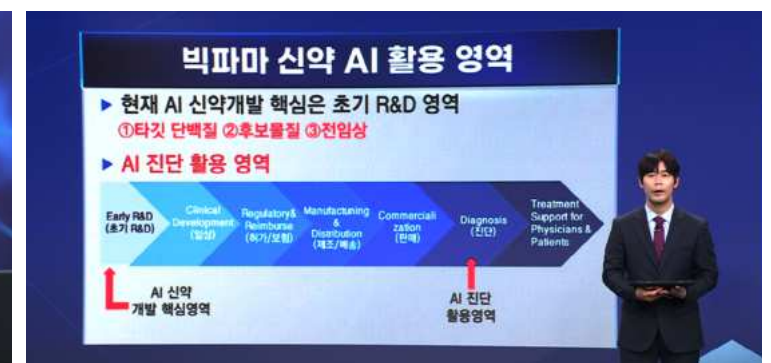 빅파마 신약 AI 활용 영역
▶ 현재 AI 신약개발 핵심은 초기 R&D 영역
①타깃 단백질 ②후보물질 ③전임상
▶ AI 진단 활용 영역
Early R&D
(초기 R&D)
Clinical
Development
(임상)
Regulatory&
Reimburse
(허가/보험)
Manufactuning
&
Distribution
(제조/배송)
Commerciali
zation
(판매)
Diagnosis
(진단)
Treatment
Support for
Physicians &
Patients
AI 신약
개발 핵심영역
AI 진단
활용영역